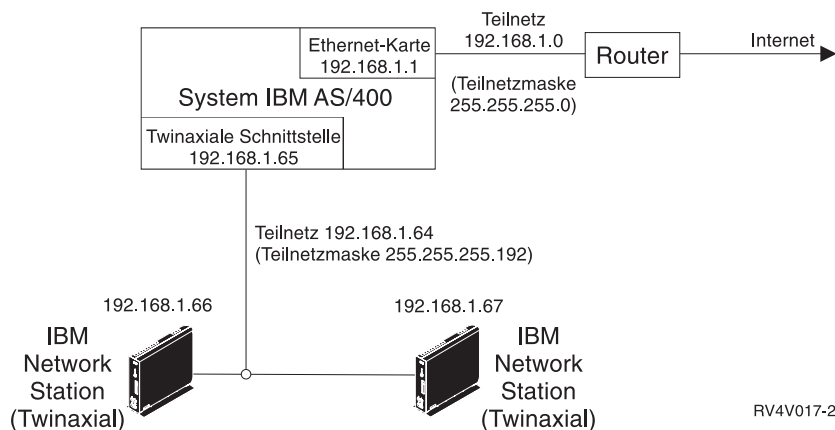 Teilnetz
192.168.1.0
Ethernet-Karte
192.168.1.1
Router
Internet
(Teilnetzmaske
255.255.255.0)
System IBM AS/400
Twinaxiale Schnittstelle
192.168.1.65
Teilnetz 192.168.1.64
(Teilnetzmaske 255.255.255.192)
192.168.1.66
IBM
Network
Station
(Twinaxial)
192.168.1.67
IBM
Network
Station
(Twinaxial)
RV4V017-2